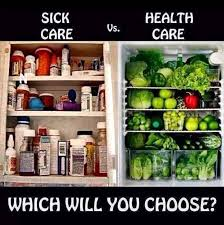 SICK CARE
Vs.
HEALTH CARE
WHICH WILL YOU CHOOSE?